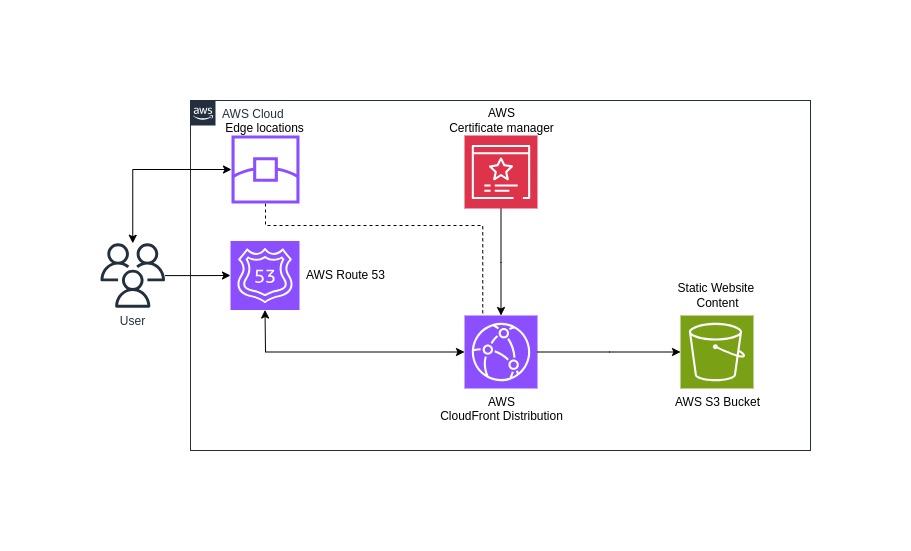 aws
AWS Cloud
Edge locations
AWS
Certificate manager
53
AWS Route 53
User
Static Website
Content
AWS
CloudFront Distribution
AWS S3 Bucket